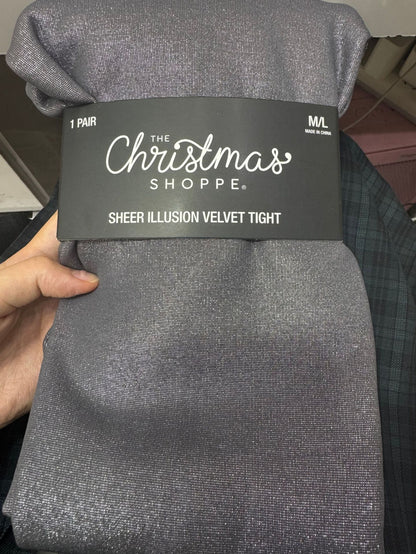 1 PAIR
M/L
MADE IN CHINA
THE
Christmas
SHOPPE®
SHEER ILLUSION VELVET TIGHT